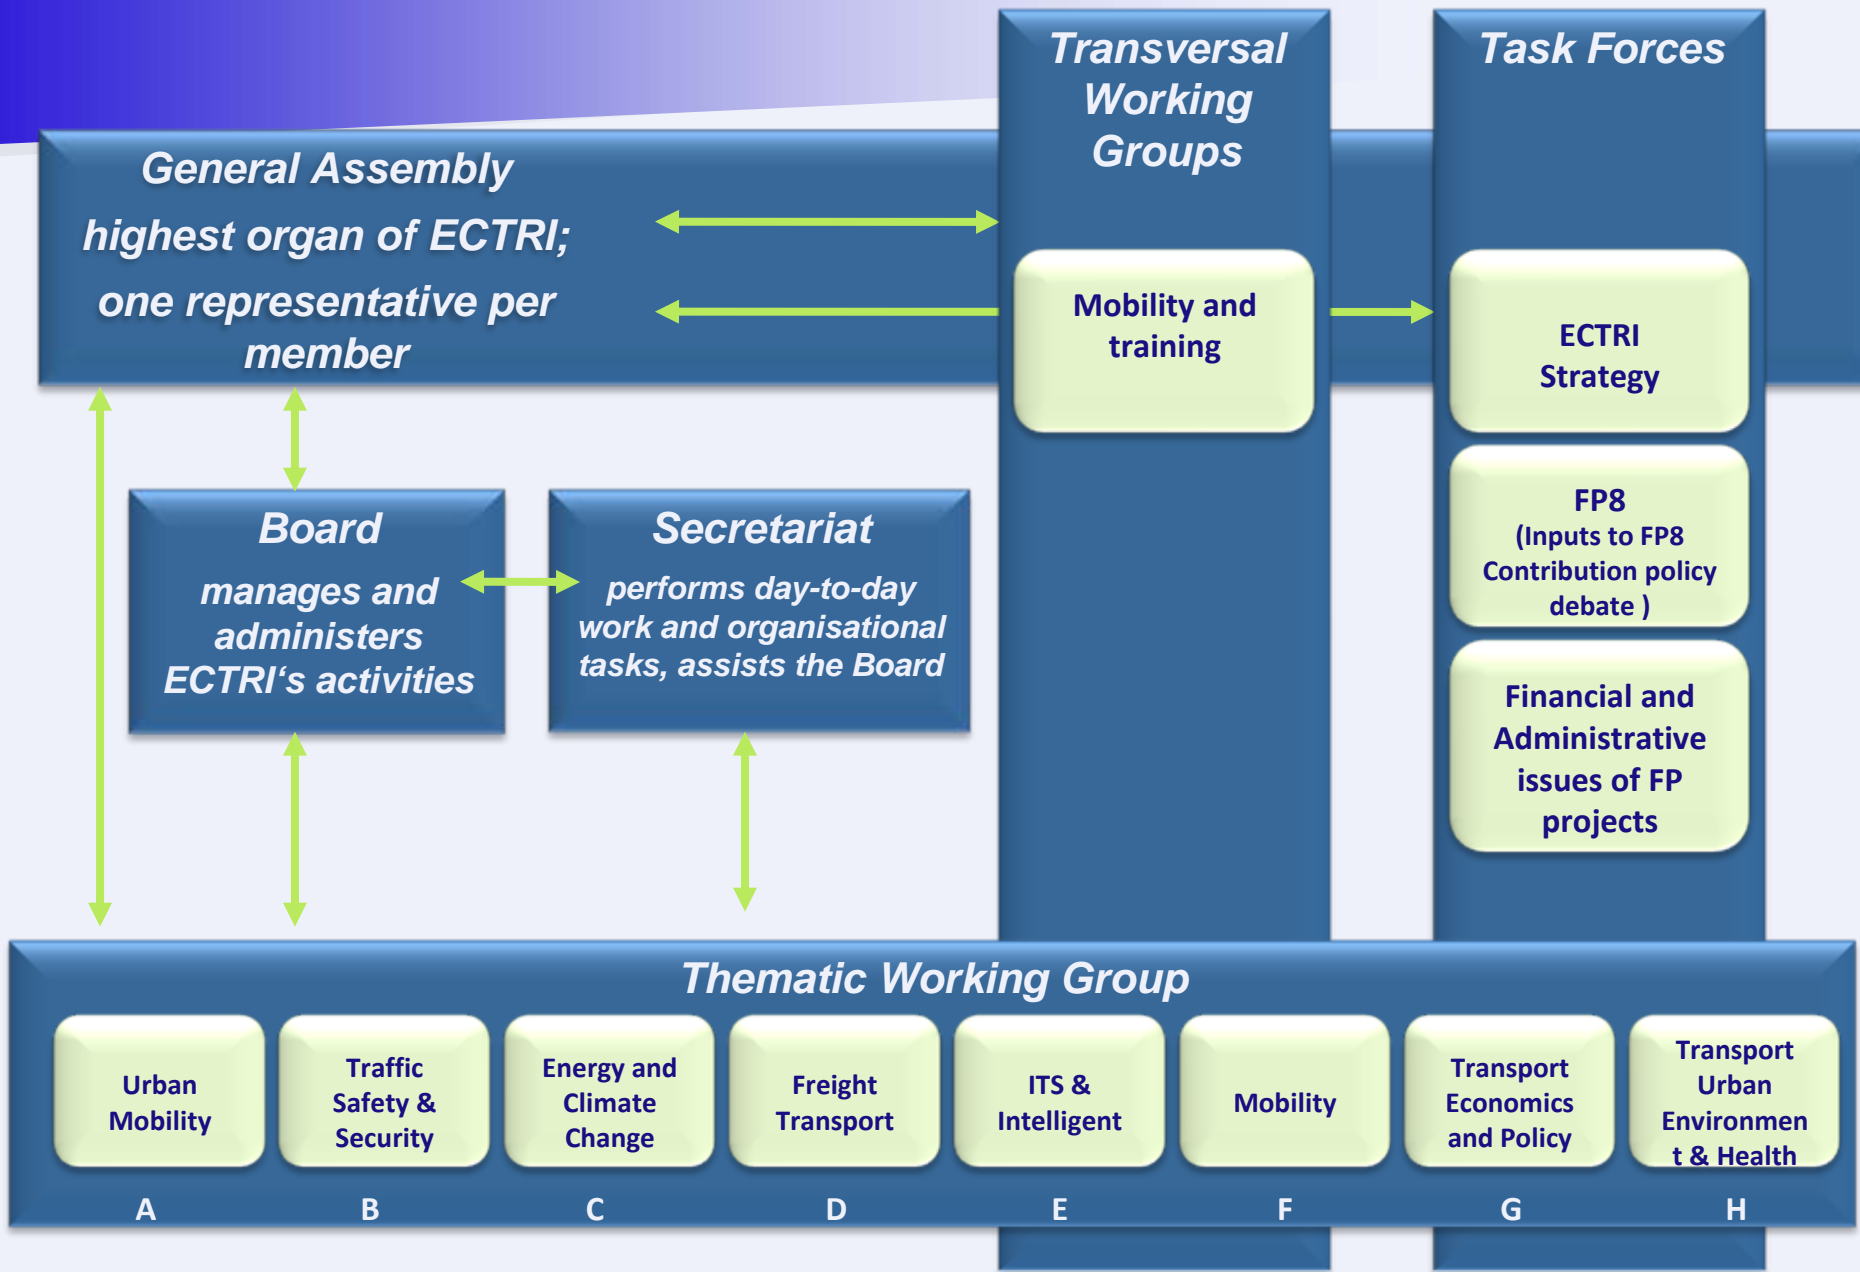 Transversal
Working
Groups
Task Forces
General Assembly
highest organ of ECTRI;
one representative per
member
Mobility and
training
ECTRI
Strategy
FP8
(Inputs to FP8
Contribution policy
debate )
Financial and
Administrative
issues of FP
projects
Board
manages and
administers
ECTRI‘s activities
Secretariat
performs day-to-day
work and organisational
tasks, assists the Board
Thematic Working Group
Urban
Mobility
A
Traffic
Safety &
Security
B
Energy and
Climate
Change
C
Freight
Transport
D
ITS &
Intelligent
E
Mobility
F
Transport
Economics
and Policy
G
Transport
Urban
Environmen
t & Health
H